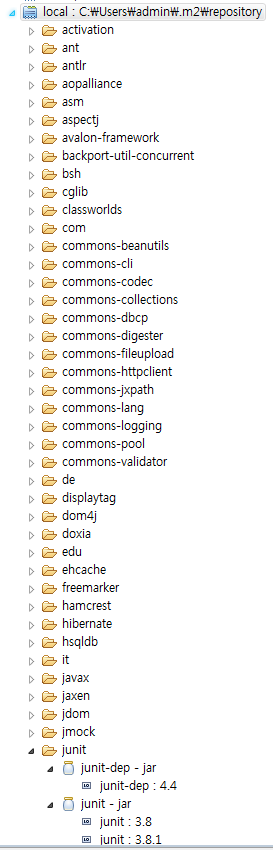 local : C:₩Users₩admin₩.m2₩repository
activation
ant
antlr
aopalliance
asm
aspectj
avalon-framework
backport-util-concurrent
bsh
cglib
classworlds
com
commons-beanutils
commons-cli
commons-codec
commons-collections
commons-dbcp
commons-digester
commons-fileupload
commons-httpclient
commons-jxpath
commons-lang
commons-logging
commons-pool
commons-validator
de
displaytag
dom4j
doxia
edu
ehcache
freemarker
hamcrest
hibernate
hsqldb
it
javax
jaxen
jdom
jmock
junit
junit-dep - jar
junit-dep : 4.4
junit - jar
junit : 3.8
junit : 3.8.1